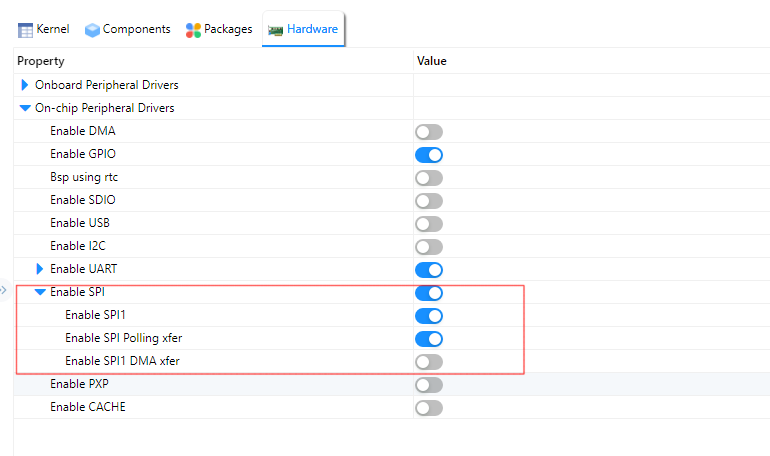 Kernel Components Packages Hardware
Property Value
Onboard Peripheral Drivers
On-chip Peripheral Drivers
Enable DMA
Enable GPIO
Bsp using rtc
Enable SDIO
Enable USB
Enable I2C
Enable UART
Enable SPI
Enable SPI1
Enable SPI Polling xfer
Enable SPI1 DMA xfer
Enable PXP
Enable CACHE